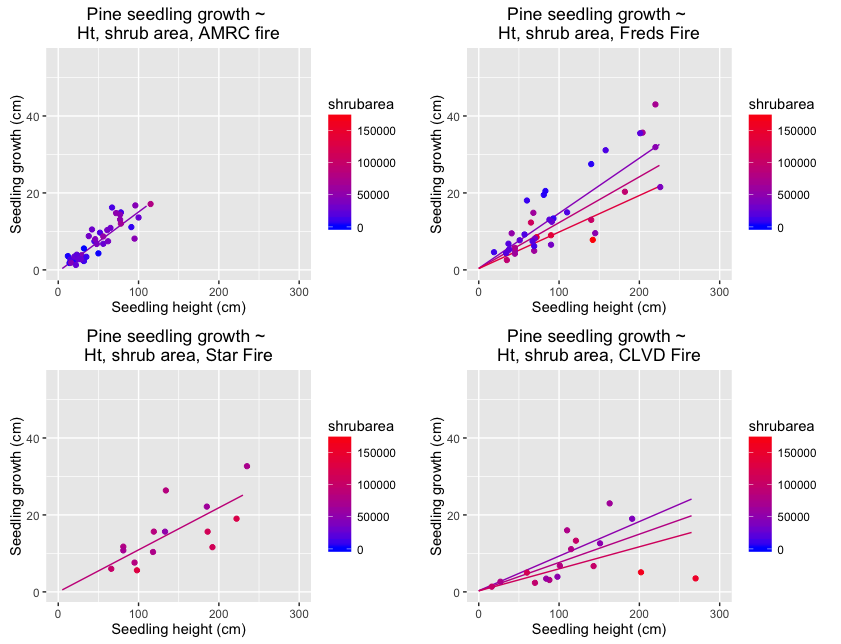 Pine seedling growth ~
Ht, shrub area, AMRC fire
Seedling growth (cm)
40
20
0
0 100 200 300
Seedling height (cm)
shrubarea
150000
100000
50000
0
Pine seedling growth ~
Ht, shrub area, Freds Fire
Seedling growth (cm)
40
20
0
0 100 200 300
Seedling height (cm)
shrubarea
150000
100000
50000
0
Pine seedling growth ~
Ht, shrub area, Star Fire
Seedling growth (cm)
40
20
0
0 100 200 300
Seedling height (cm)
shrubarea
150000
100000
50000
0
Pine seedling growth ~
Ht, shrub area, CLVD Fire
Seedling growth (cm)
40
20
0
0 100 200 300
Seedling height (cm)
shrubarea
150000
100000
50000
0